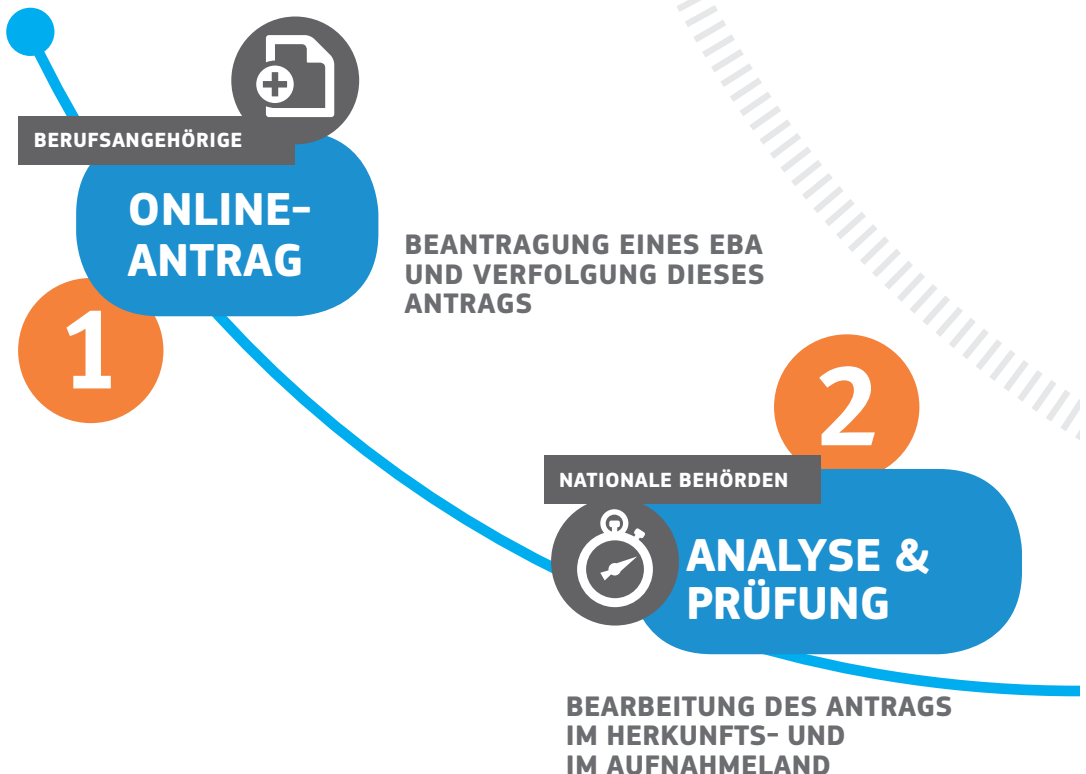 BERUFSANGEHÖRIGE
ONLINE-
ANTRAG
1
BEANTRAGUNG EINES EBA
UND VERFOLGUNG DIESES
ANTRAGS
2
NATIONALE BEHÖRDEN
ANALYSE &
PRÜFUNG
BEARBEITUNG DES ANTRAGS
IM HERKUNFTS- UND
IM AUFNAHMELAND